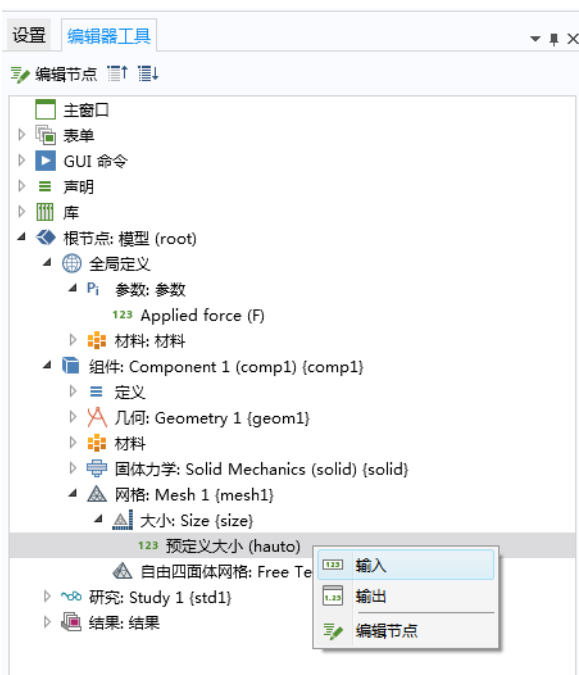 设置 编辑器工具
编辑节点
主窗口
表单
GUI 命令
声明
库
根节点: 模型 (root)
全局定义
Pi 参数: 参数
123 Applied force (F)
材料: 材料
组件: Component 1 (comp1) {comp1}
定义
几何: Geometry 1 {geom1}
材料
固体力学: Solid Mechanics (solid) {solid}
网格: Mesh 1 {mesh1}
大小: Size {size}
123 预定义大小 (hauto)
123 输入
自由四面体网格: Free Te
1.23 输出
研究: Study 1 {std1}
编辑节点
结果: 结果